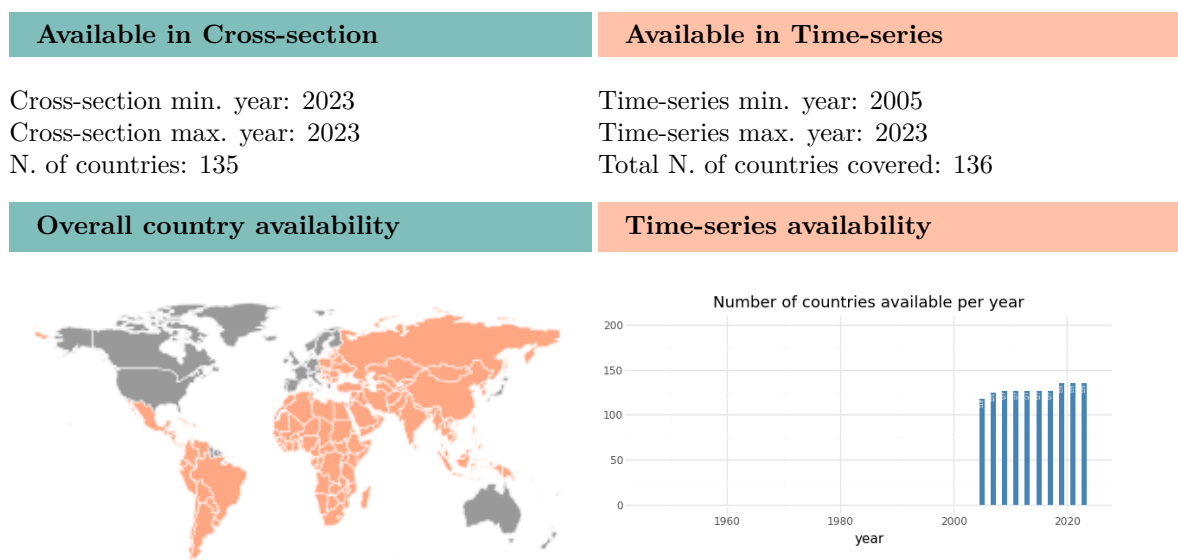 Available in Cross-section
Available in Time-series
Cross-section min. year: 2023
Cross-section max. year: 2023
N. of countries: 135
Time-series min. year: 2005
Time-series max. year: 2023
Total N. of countries covered: 136
Overall country availability
Time-series availability
Number of countries available per year
200
150
100
50
0
1960
1980
2000
2020
year